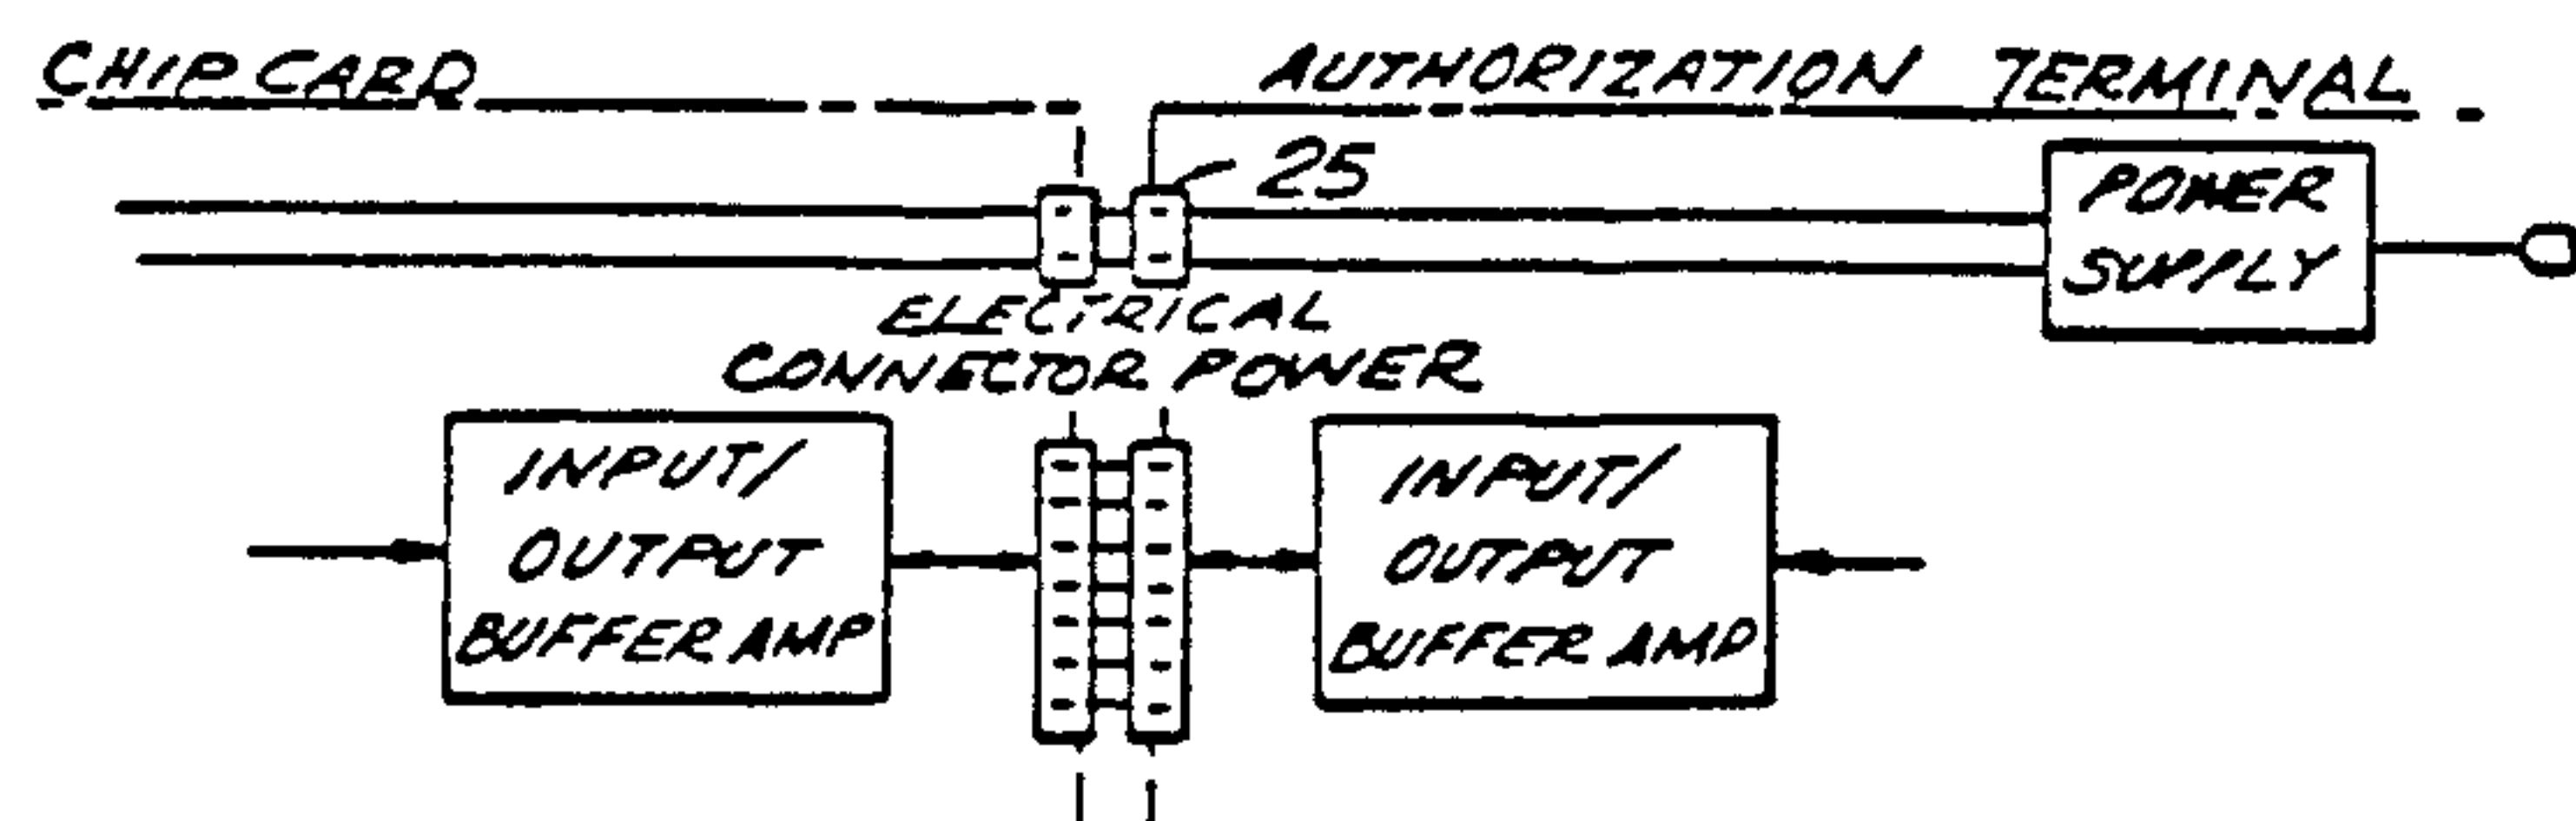 CHIP CARD
AUTHORIZATION TERMINAL
25
POWER
SUPPLY
ELECTRICAL
CONNECTOR POWER
INPUT/
OUTPUT
BUFFER AMP
INPUT/
OUTPUT
BUFFER AMP